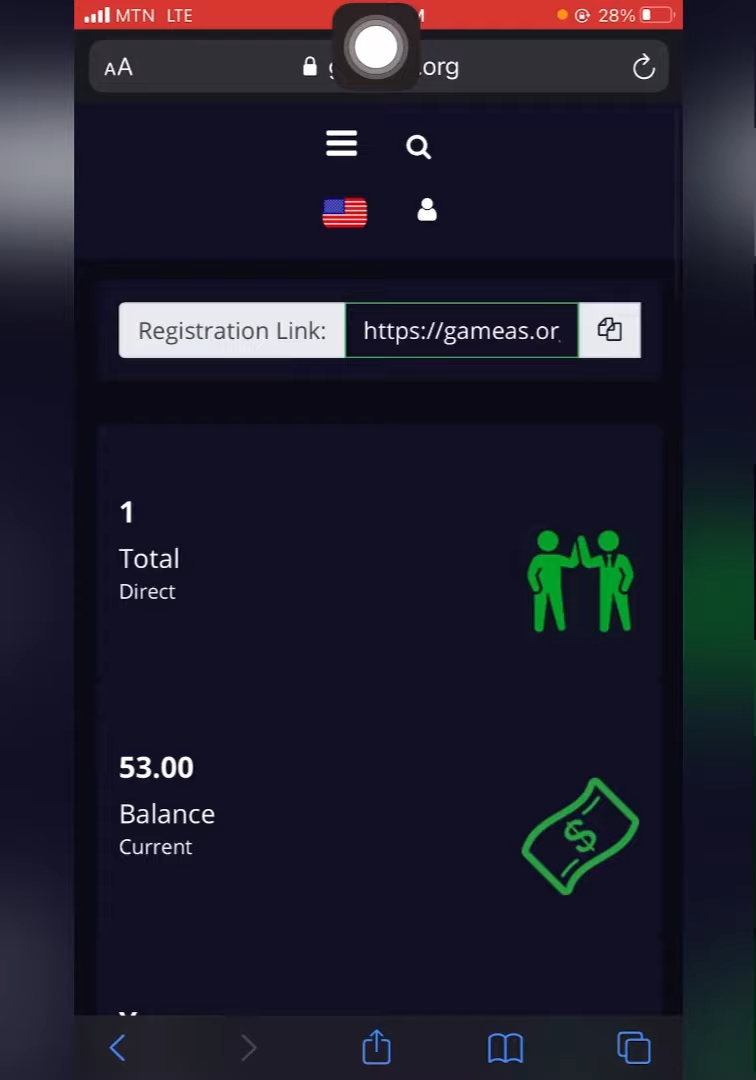 MTN LTE 28%
AA .org
Registration Link: https://gameas.or
1
Total
Direct
53.00
Balance
Current